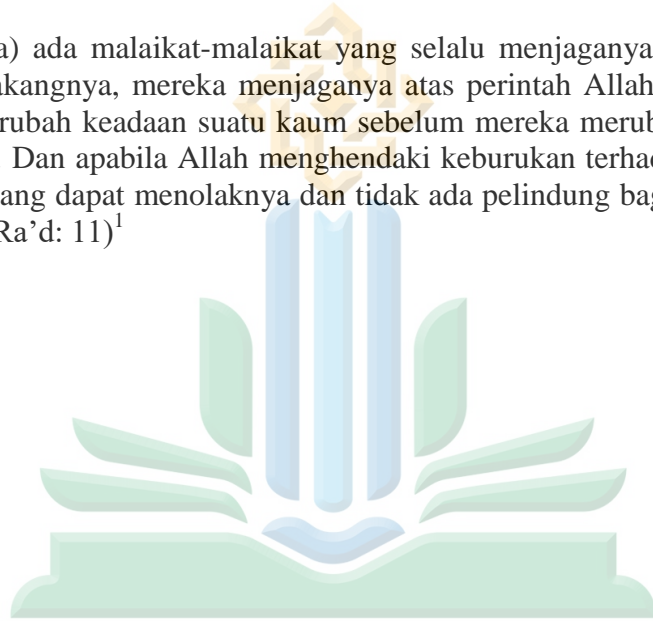 a) ada malaikat-malaikat yang selalu menjaganya
akangnya, mereka menjaganya atas perintah Allah
rubah keadaan suatu kaum sebelum mereka merub
Dan apabila Allah menghendaki keburukan terhad
ang dapat menolaknya dan tidak ada pelindung bag
Ra’d: 11)¹